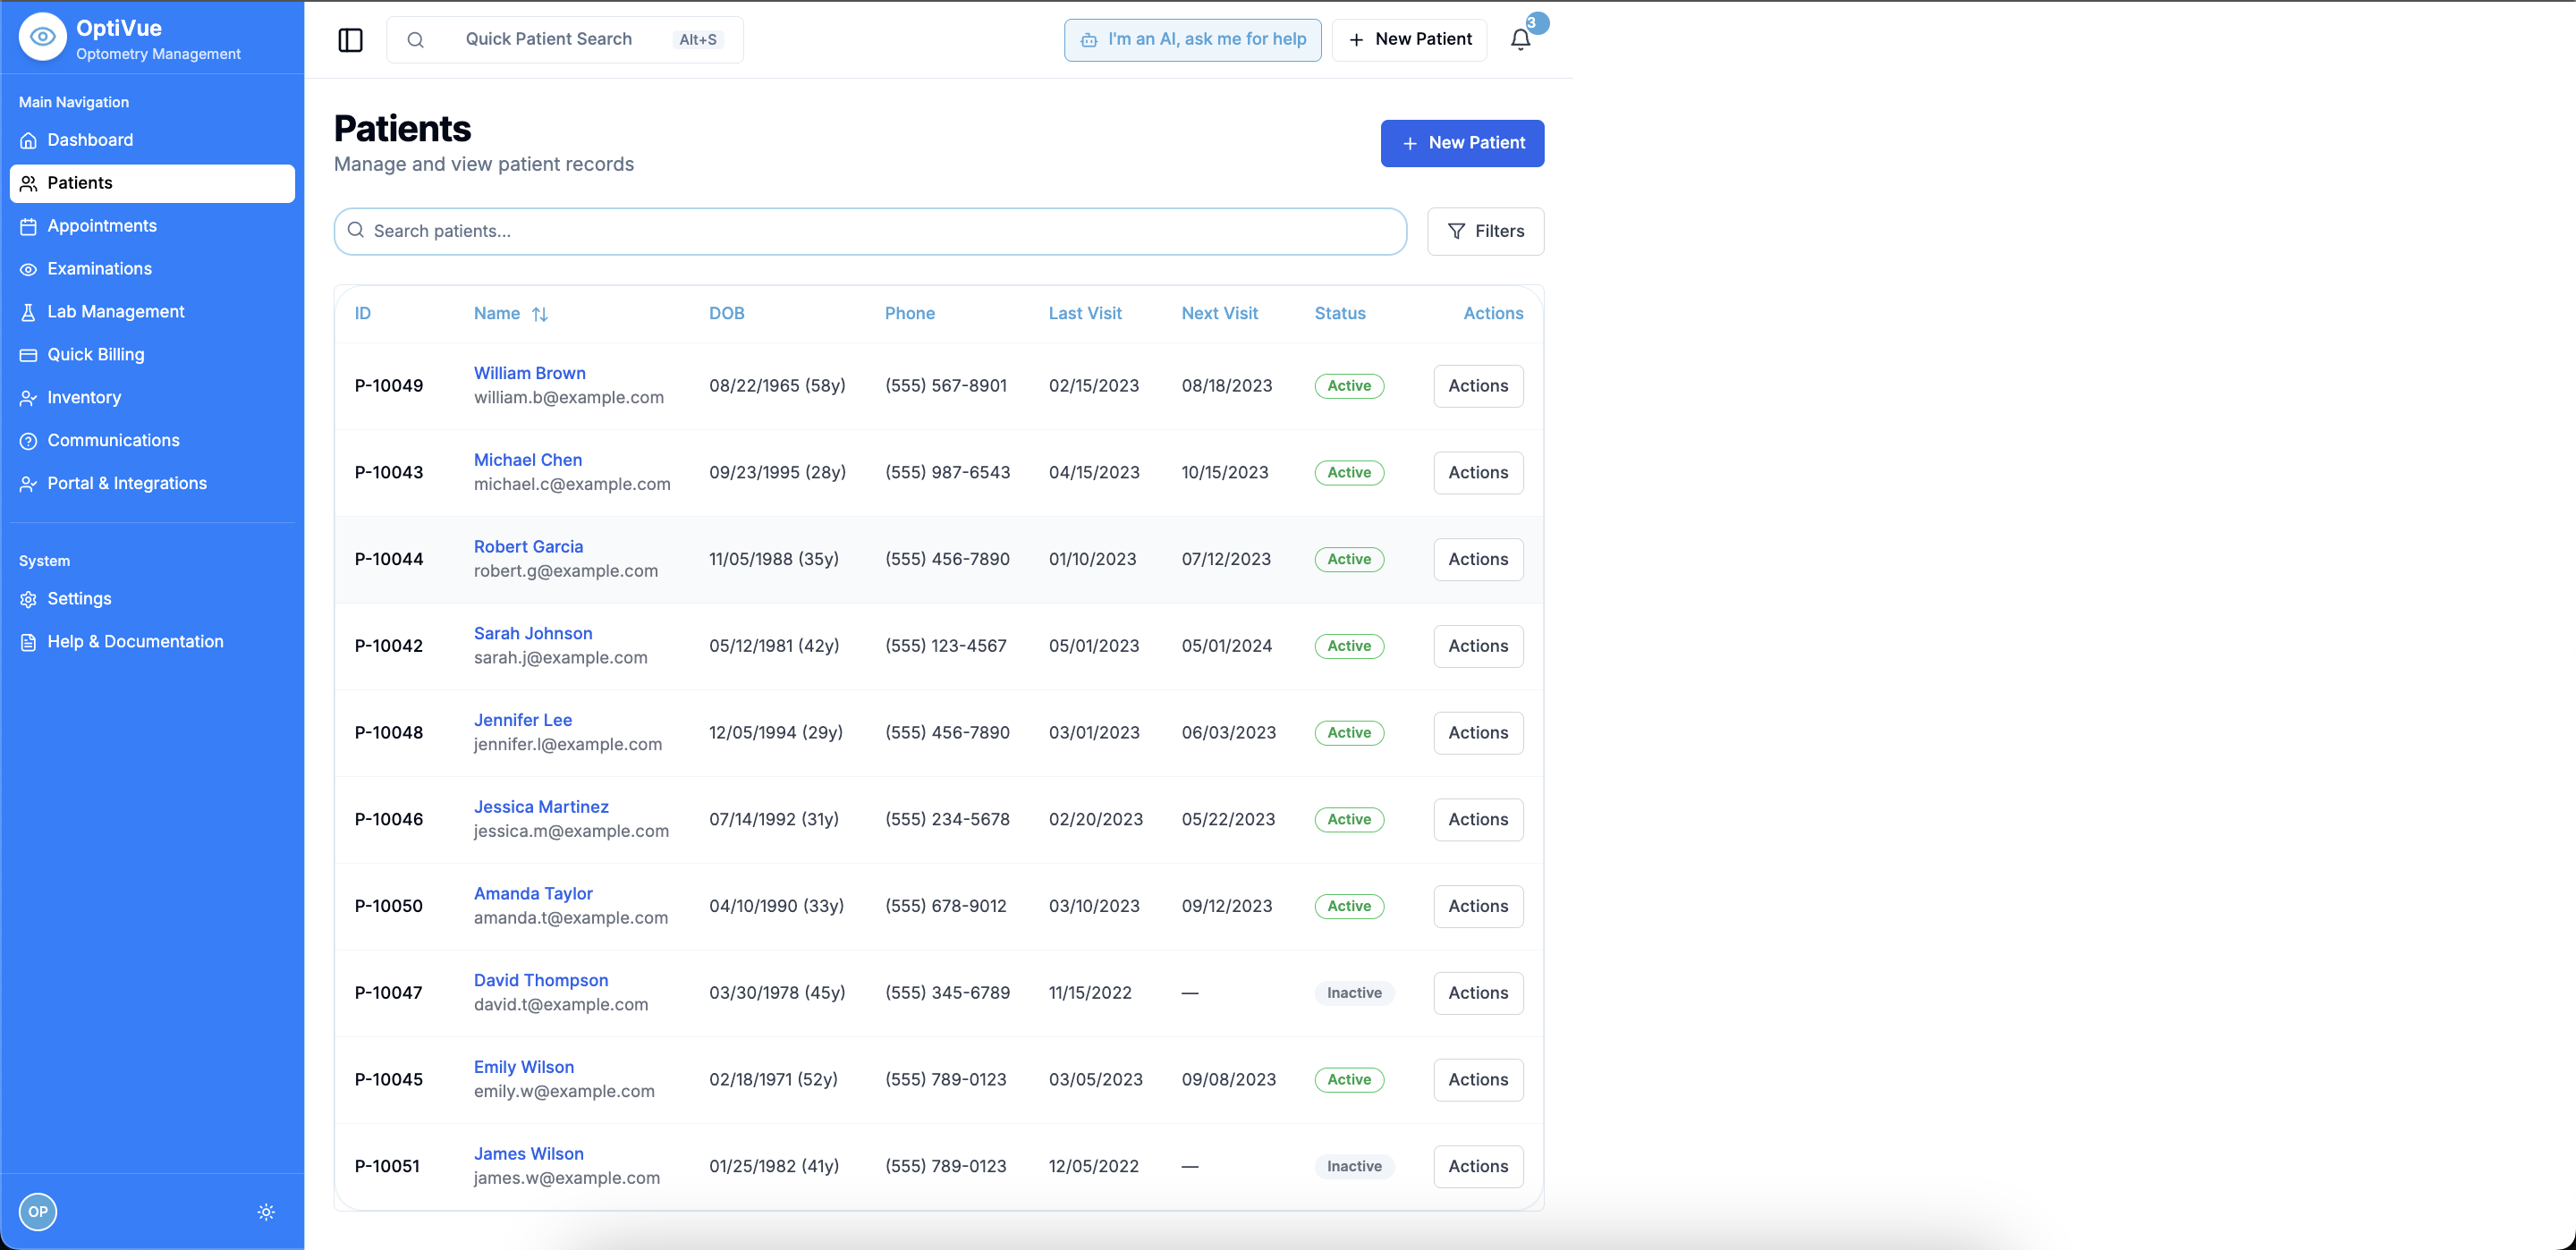 OptiVue
Optometry Management
Main Navigation
Dashboard
Patients
Appointments
Examinations
Lab Management
Quick Billing
Inventory
Communications
Portal & Integrations
System
Settings
Help & Documentation
OP
Quick Patient Search Alt+S
I'm an AI, ask me for help
New Patient
3
Patients
Manage and view patient records
New Patient
Search patients...
Filters
ID Name DOB Phone Last Visit Next Visit Status Actions
P-10049 William Brown 08/22/1965 (58y) (555) 567-8901 02/15/2023 08/18/2023 Active Actions
william.b@example.com
P-10043 Michael Chen 09/23/1995 (28y) (555) 987-6543 04/15/2023 10/15/2023 Active Actions
michael.c@example.com
P-10044 Robert Garcia 11/05/1988 (35y) (555) 456-7890 01/10/2023 07/12/2023 Active Actions
robert.g@example.com
P-10042 Sarah Johnson 05/12/1981 (42y) (555) 123-4567 05/01/2023 05/01/2024 Active Actions
sarah.j@example.com
P-10048 Jennifer Lee 12/05/1994 (29y) (555) 456-7890 03/01/2023 06/03/2023 Active Actions
jennifer.l@example.com
P-10046 Jessica Martinez 07/14/1992 (31y) (555) 234-5678 02/20/2023 05/22/2023 Active Actions
jessica.m@example.com
P-10050 Amanda Taylor 04/10/1990 (33y) (555) 678-9012 03/10/2023 09/12/2023 Active Actions
amanda.t@example.com
P-10047 David Thompson 03/30/1978 (45y) (555) 345-6789 11/15/2022 — Inactive Actions
david.t@example.com
P-10045 Emily Wilson 02/18/1971 (52y) (555) 789-0123 03/05/2023 09/08/2023 Active Actions
emily.w@example.com
P-10051 James Wilson 01/25/1982 (41y) (555) 789-0123 12/05/2022 — Inactive Actions
james.w@example.com